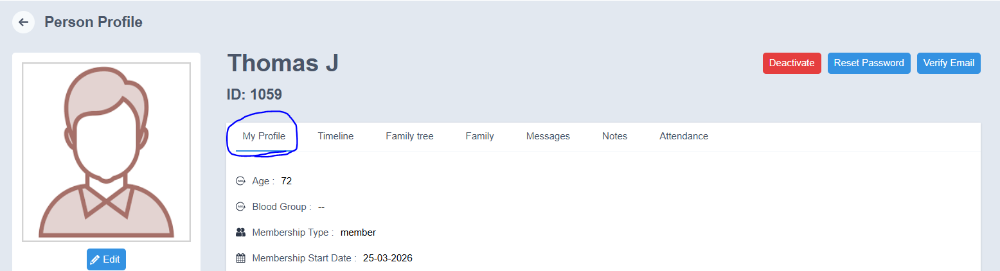 Person Profile
Thomas J
Deactivate Reset Password Verify Email
ID: 1059
My Profile Timeline Family tree Family Messages Notes Attendance
Age : 72
Blood Group : --
Membership Type : member
Membership Start Date : 25-03-2026
Edit